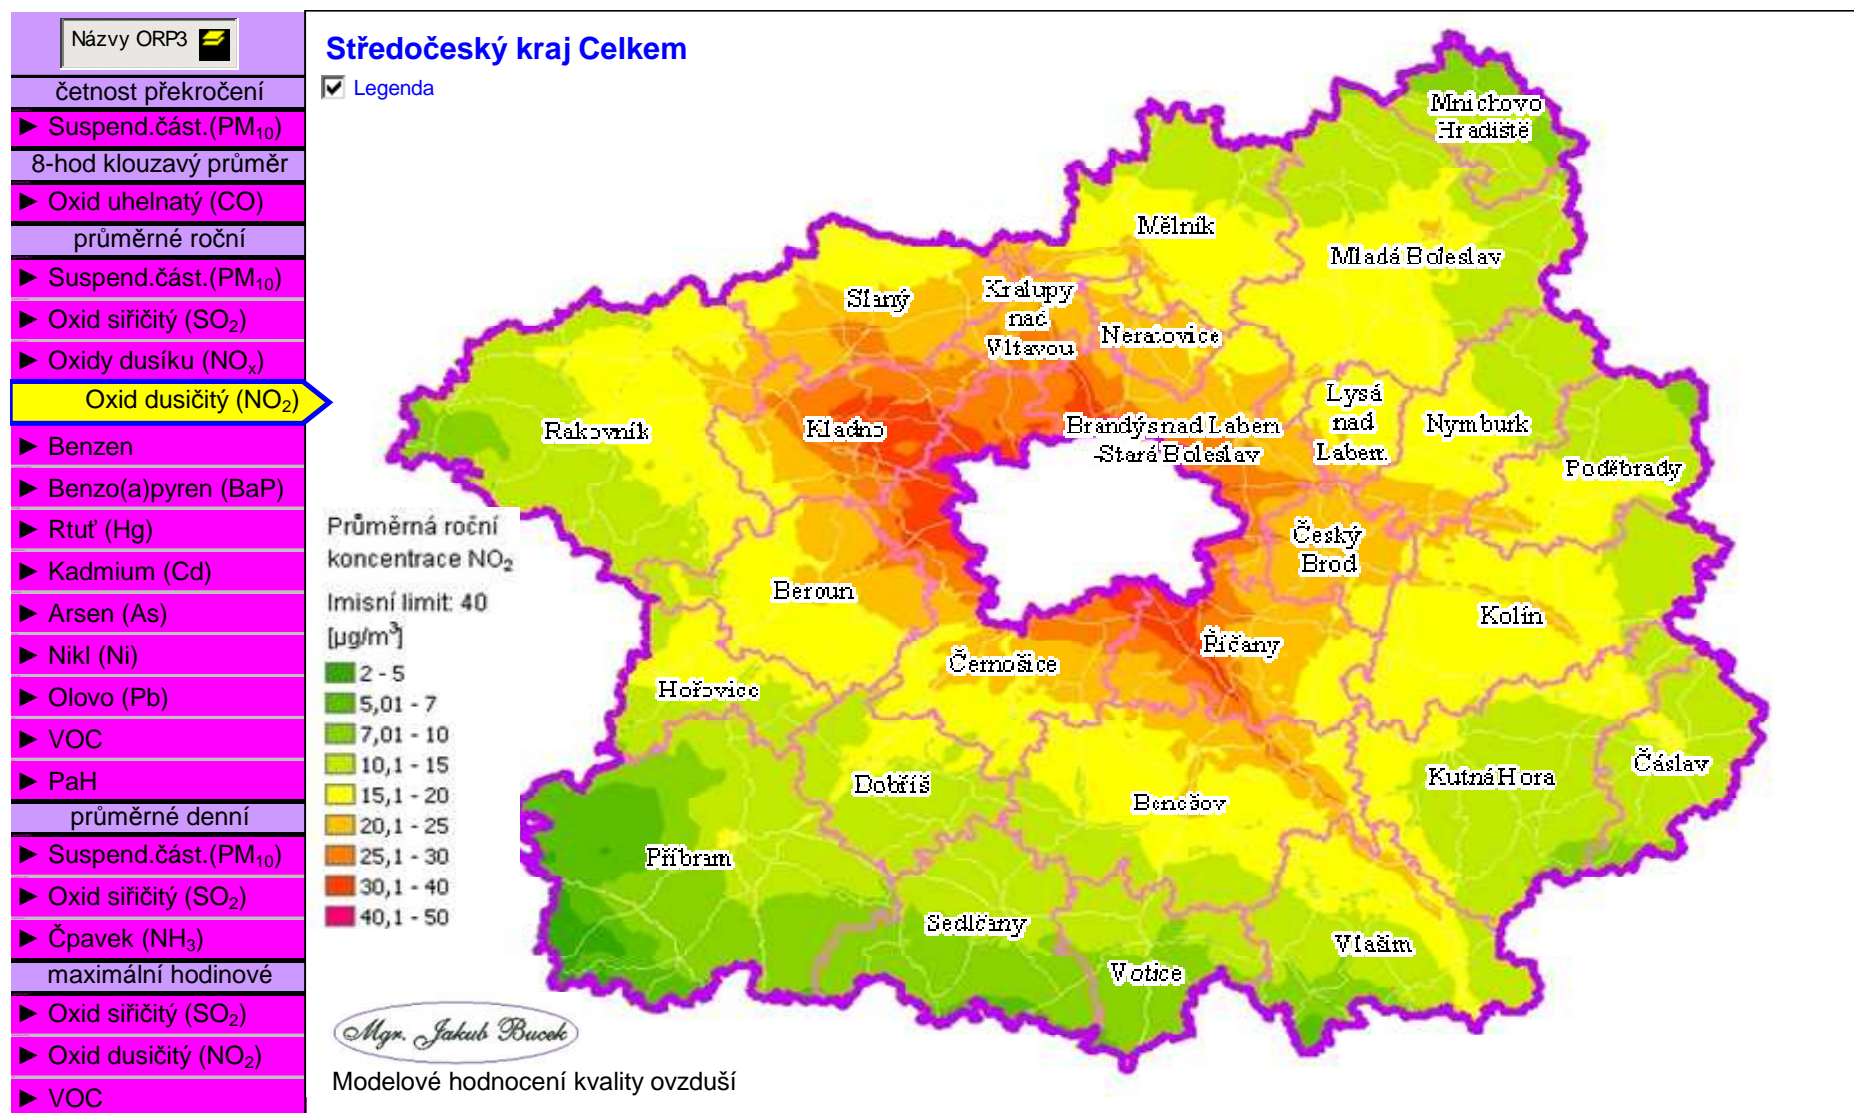 Názvy ORP3
četnost překročení
► Suspend.část.(PM₁₀)
8-hod klouzavý průměr
► Oxid uhelnatý (CO)
průměrné roční
► Suspend.část.(PM₁₀)
► Oxid siřičitý (SO₂)
► Oxidy dusíku (NOₓ)
Oxid dusičitý (NO₂)
► Benzen
► Benzo(a)pyren (BaP)
► Rtuť (Hg)
► Kadmium (Cd)
► Arsen (As)
► Nikl (Ni)
► Olovo (Pb)
► VOC
► PaH
průměrné denní
► Suspend.část.(PM₁₀)
► Oxid siřičitý (SO₂)
► Čpavek (NH₃)
maximální hodinové
► Oxid siřičitý (SO₂)
► Oxid dusičitý (NO₂)
► VOC
Středočeský kraj Celkem
Legenda
Mnichovo
Hradiště
Mělník
Mladá Boleslav
Slaný
Kralupy
nad
Vltavou
Neratovice
Rakovník
Kladno
Brandýs nad Labem
-Stará Boleslav
Lysá
nad
Labem
Nymburk
Poděbrady
Český
Brod
Beroun
Kolín
Říčany
Černošice
Hořovice
Dobříš
Benešov
Kutná Hora
Čáslav
Příbram
Sedlčany
Votice
Vlašim
Průměrná roční
koncentrace NO₂
Imisní limit: 40
[µg/m³]
2 - 5
5,01 - 7
7,01 - 10
10,1 - 15
15,1 - 20
20,1 - 25
25,1 - 30
30,1 - 40
40,1 - 50
Mgr. Jakub Bucek
Modelové hodnocení kvality ovzduší